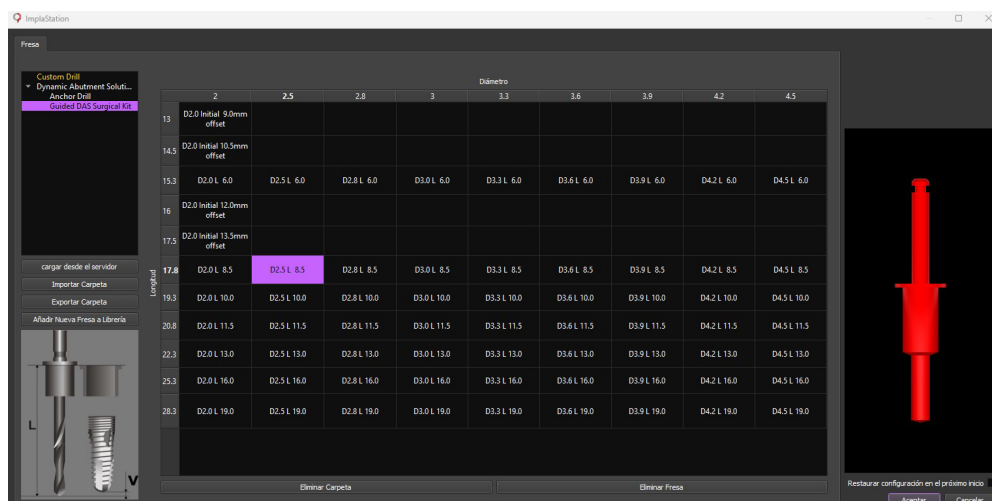 ImplaStation
Fresa
Custom Drill
Dynamic Abutment Soluti...
Anchor Drill
Guided DAS Surgical Kit
Diámetro
2 2.5 2.8 3 3.3 3.6 3.9 4.2 4.5
13 D2.0 Initial 9.0mm
offset
14.5 D2.0 Initial 10.5mm
offset
15.3 D2.0 L 6.0 D2.5 L 6.0 D2.8 L 6.0 D3.0 L 6.0 D3.3 L 6.0 D3.6 L 6.0 D3.9 L 6.0 D4.2 L 6.0 D4.5 L 6.0
16 D2.0 Initial 12.0mm
offset
17.5 D2.0 Initial 13.5mm
offset
Longitud
17.8 D2.0 L 8.5 D2.5 L 8.5 D2.8 L 8.5 D3.0 L 8.5 D3.3 L 8.5 D3.6 L 8.5 D3.9 L 8.5 D4.2 L 8.5 D4.5 L 8.5
19.3 D2.0 L 10.0 D2.5 L 10.0 D2.8 L 10.0 D3.0 L 10.0 D3.3 L 10.0 D3.6 L 10.0 D3.9 L 10.0 D4.2 L 10.0 D4.5 L 10.0
20.8 D2.0 L 11.5 D2.5 L 11.5 D2.8 L 11.5 D3.0 L 11.5 D3.3 L 11.5 D3.6 L 11.5 D3.9 L 11.5 D4.2 L 11.5 D4.5 L 11.5
22.3 D2.0 L 13.0 D2.5 L 13.0 D2.8 L 13.0 D3.0 L 13.0 D3.3 L 13.0 D3.6 L 13.0 D3.9 L 13.0 D4.2 L 13.0 D4.5 L 13.0
25.3 D2.0 L 16.0 D2.5 L 16.0 D2.8 L 16.0 D3.0 L 16.0 D3.3 L 16.0 D3.6 L 16.0 D3.9 L 16.0 D4.2 L 16.0 D4.5 L 16.0
28.3 D2.0 L 19.0 D2.5 L 19.0 D2.8 L 19.0 D3.0 L 19.0 D3.3 L 19.0 D3.6 L 19.0 D3.9 L 19.0 D4.2 L 19.0 D4.5 L 19.0
cargar desde el servidor
Importar Carpeta
Exportar Carpeta
Añadir Nueva Fresa a Librería
L
V
Eliminar Carpeta Eliminar Fresa
Restaurar configuración en el próximo inicio
Aceptar Cancelar